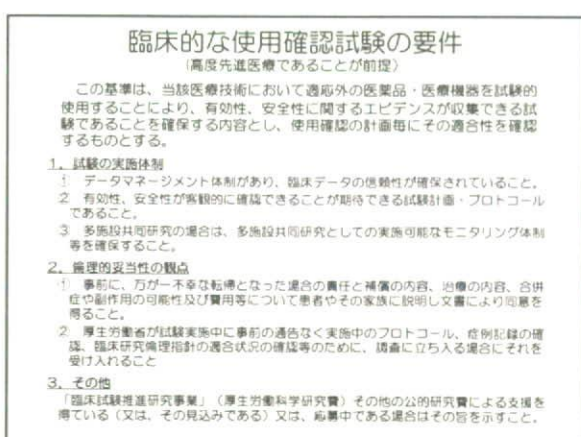 臨床的な使用確認試験の要件
(高度先進医療であることが前提)
この基準は、当該医療技術において適応外の医薬品・医療機器を試験的
使用することにより、有効性、安全性に関するエビデンスが収集できる試
験であることを確保する内容とし、使用確認の計画毎にその適合性を確認
するものとする。
1. 試験の実施体制
① データマネージメント体制があり、臨床データの信頼性が確保されていること。
2 有効性、安全性が客観的に確認できることが期待できる試験計画・プロトコール
であること。
3 多施設共同研究の場合は、多施設共同研究としての実施可能なモニタリング体制
等を確保すること。
2. 倫理的妥当性の観点
① 事前に、万が一不幸な転帰となった場合の責任と補償の内容、治療の内容、合併
症や副作用の可能性及び費用等について患者やその家族に説明し文書により同意を
得ること。
② 厚生労働省が試験実施中に事前の通告なく実施中のプロトコール、症例記録の確
認、臨床研究倫理指針の適合状況の確認等のために、調査に立ち入る場合にそれを
受け入れること
3. その他
「臨床試験推進研究事業」(厚生労働科学研究費)その他の公的研究費による支援を
得ている(又は、その見込みである)又は、応募中である場合はその旨を示すこと。